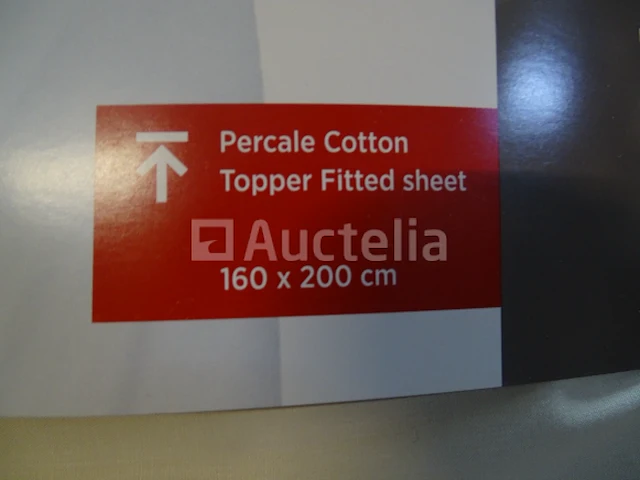 Percale Cotton
Topper Fitted sheet
Auctelia
160 x 200 cm